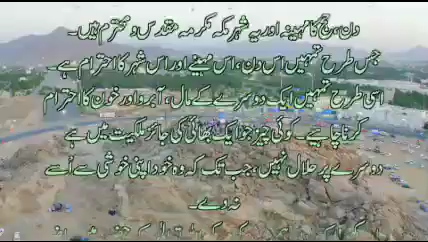 دن، حج کا مہینہ اور یہ شہر مکہ مکرمہ مقدس و محترم ہیں۔
جس طرح تمہیں اس دن، اس مہینے اور اس شہر کا احترام ہے۔
اسی طرح تمہیں ایک دوسرے کے مال، آبرو اور خون کا احترام
کرنا چاہیے۔ کوئی چیز جو ایک بھائی کی جائز ملکیت میں ہے
دوسرے پر حلال نہیں، جب تک کہ وہ خود اپنی خوشی سے اُسے
نہ دے۔